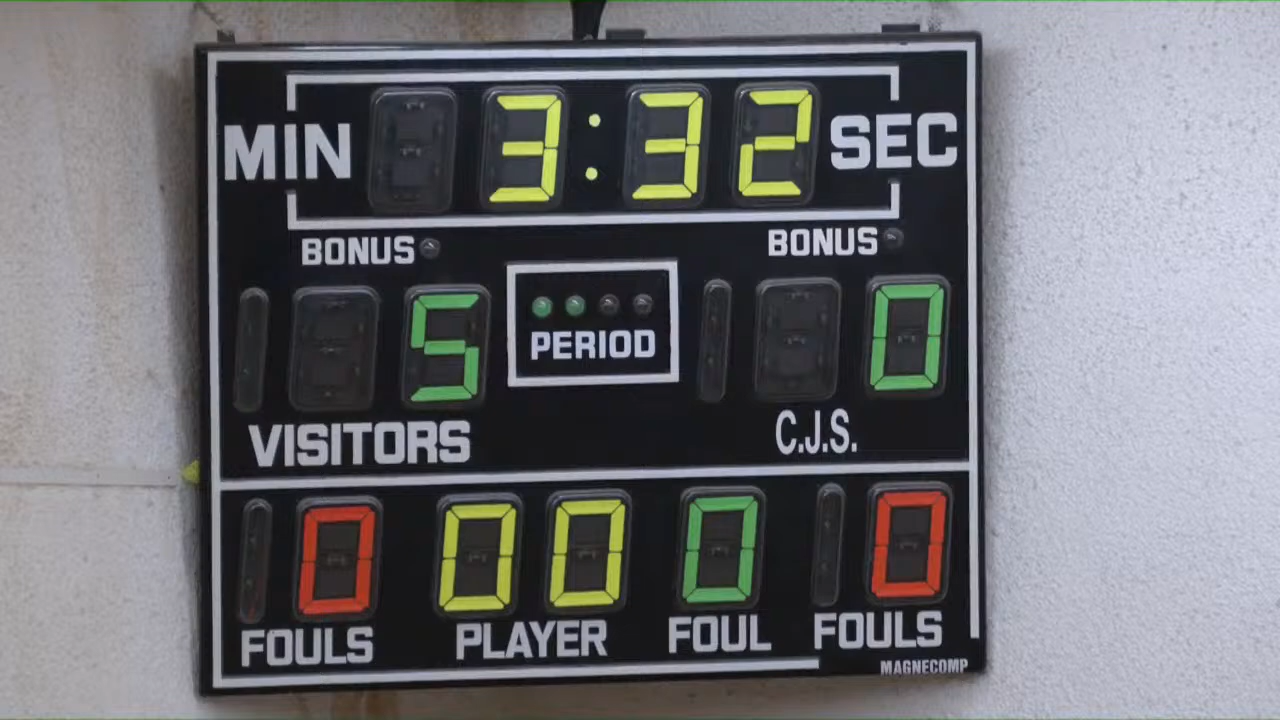 MIN 3:32 SEC
BONUS BONUS
5 PERIOD 0
VISITORS C.J.S.
0 00 0 0
FOULS PLAYER FOUL FOULS
MAGNECOMP